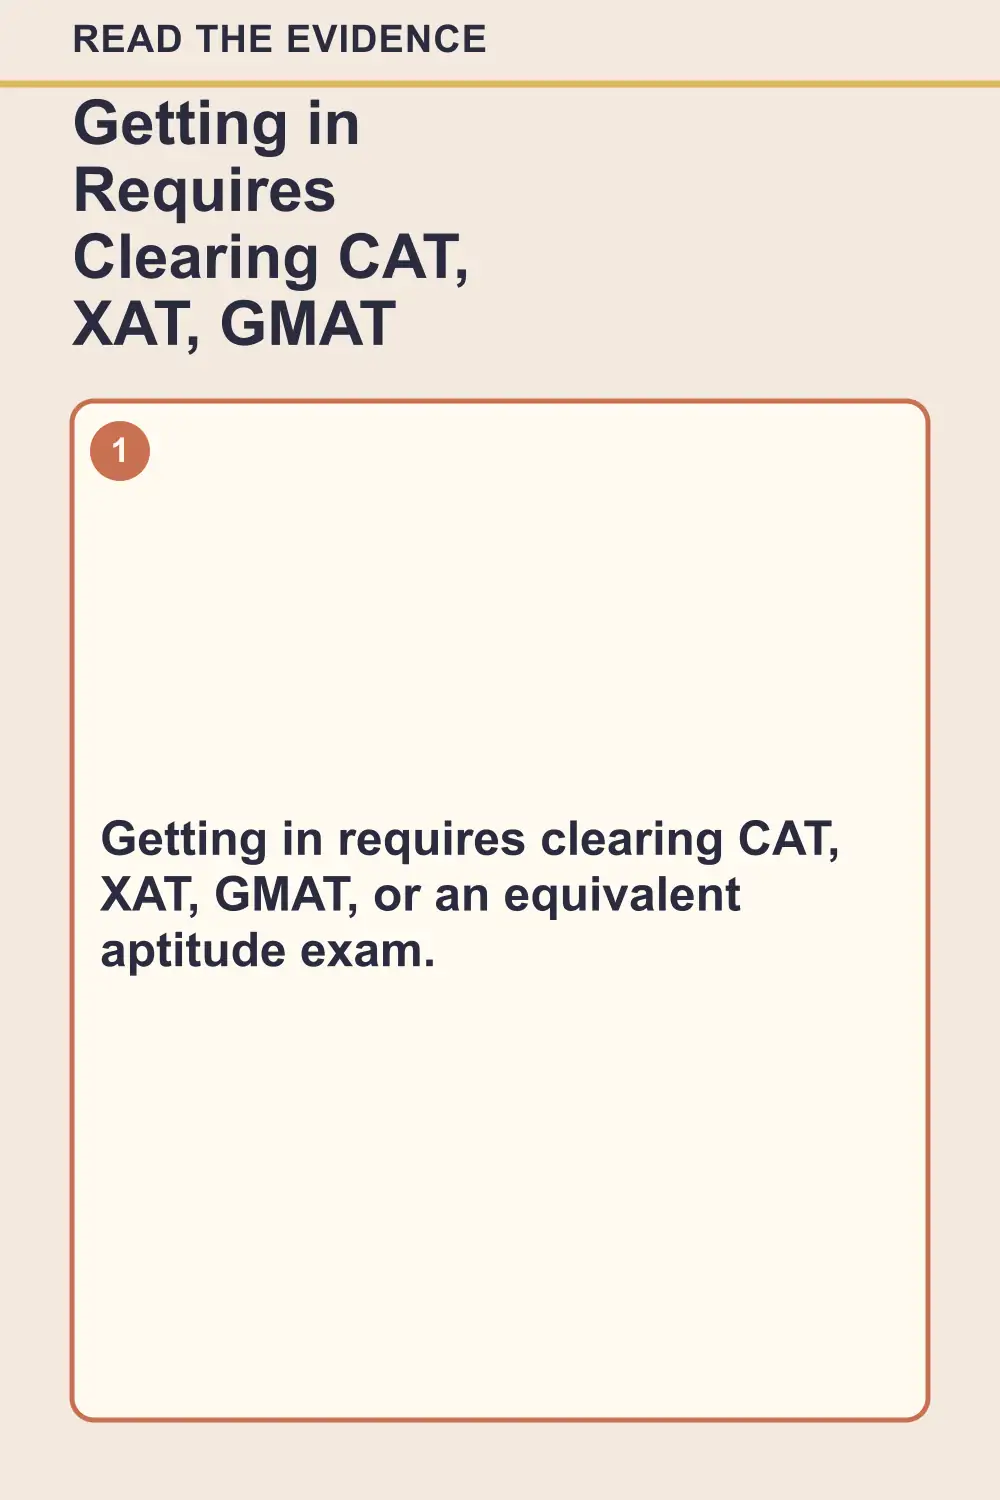 READ THE EVIDENCE
Getting in
Requires
Clearing CAT,
XAT, GMAT
1
Getting in requires clearing CAT,
XAT, GMAT, or an equivalent
aptitude exam.